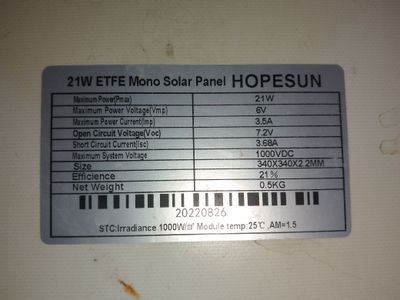 21W ETFE Mono Solar Panel HOPESUN
Maximum Power(Pmax) 21W
Maximum Power Voltage(Vmp) 6V
Maximum Power Current(Imp) 3.5A
Open Circuit Voltage(Voc) 7.2V
Short Circuit Current(Isc) 3.68A
Maximum System Voltage 1000VDC
Size 340X340X2.2MM
Efficience 21%
Net Weight 0.5KG
20220826
STC:Irradiance 1000W/㎡ Module temp:25℃,AM=1.5